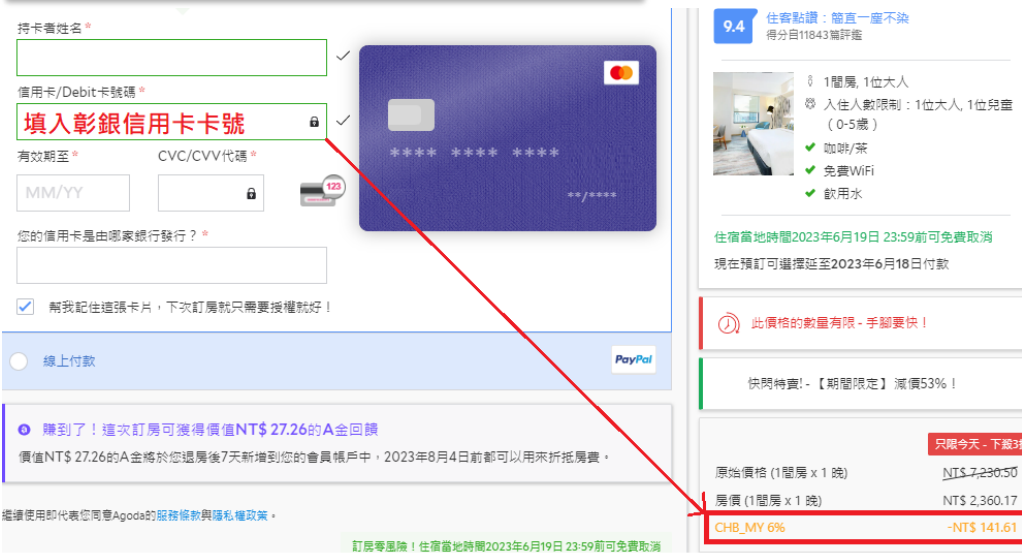 持卡者姓名 *
信用卡/Debit卡號碼 *
填入彰銀信用卡卡號
有效期至 *
CVC/CVV代碼 *
MM/YY
123
**** **** ****
**/****
您的信用卡是由哪家銀行發行？ *
幫我記住這張卡片，下次訂房就只需要授權就好！
線上付款
PayPal
賺到了！這次訂房可獲得價值NT$ 27.26的A金回饋
價值NT$ 27.26的A金將於您退房後7天新增到您的會員帳戶中，2023年8月4日前都可以用來折抵房費。
繼續使用即代表您同意Agoda的服務條款與隱私權政策。
訂房零風險！住宿當地時間2023年6月19日 23:59前可免費取消
9.4
住客點讚：簡直一塵不染
得分自11843篇評鑑
1間房, 1位大人
入住人數限制：1位大人, 1位兒童
（0-5歲）
咖啡/茶
免費WiFi
飲用水
住宿當地時間2023年6月19日 23:59前可免費取消
現在預訂可選擇延至2023年6月18日付款
此價格的數量有限 - 手腳要快！
快閃特賣! - 【期間限定】 減價53%！
只限今天 - 下殺3折
原始價格 (1間房 x 1 晚)
NT$ 7,230.50
房價 (1間房 x 1 晚)
NT$ 2,360.17
CHB_MY 6%
-NT$ 141.61